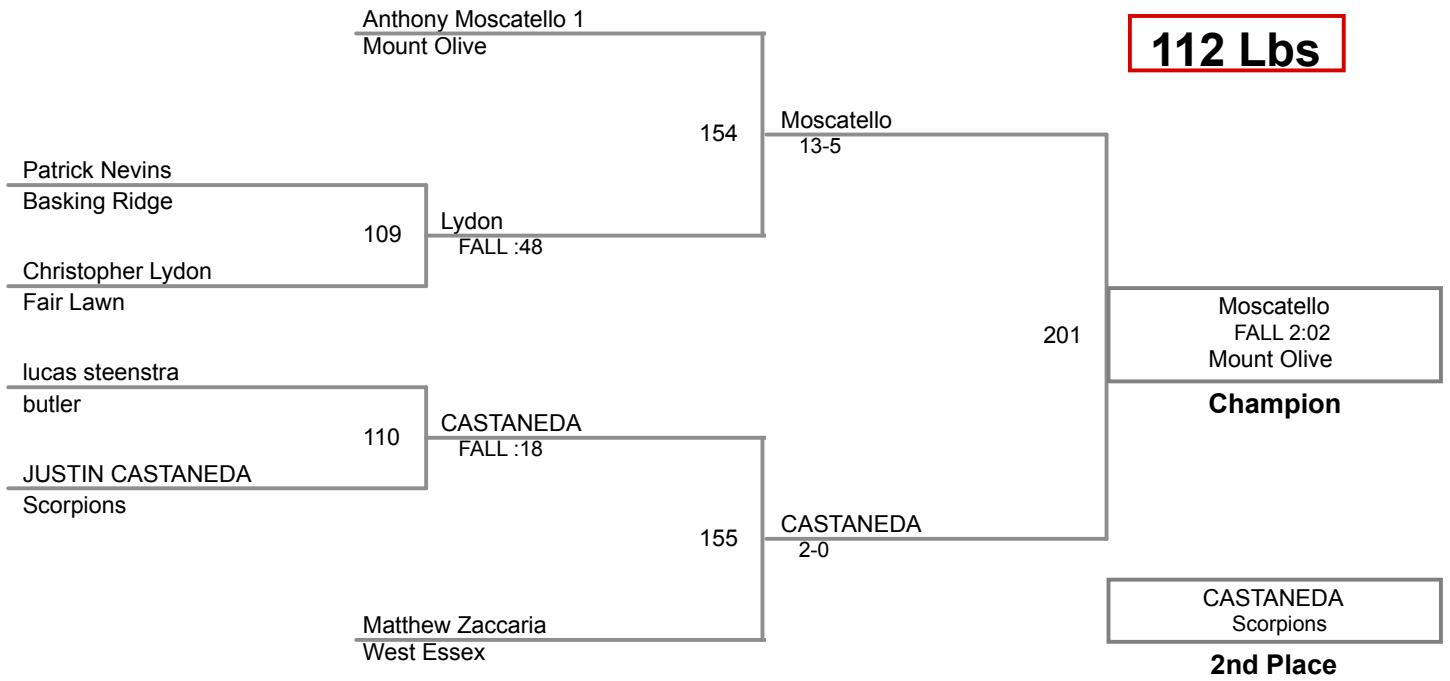 Anthony Moscatello 1
Mount Olive
112 Lbs
154
Moscatello
13-5
Patrick Nevins
Basking Ridge
109
Lydon
FALL :48
Christopher Lydon
Fair Lawn
201
Moscatello
FALL 2:02
Mount Olive
Champion
lucas steenstra
butler
110
CASTANEDA
FALL :18
JUSTIN CASTANEDA
Scorpions
155
CASTANEDA
2-0
Matthew Zaccaria
West Essex
CASTANEDA
Scorpions
2nd Place